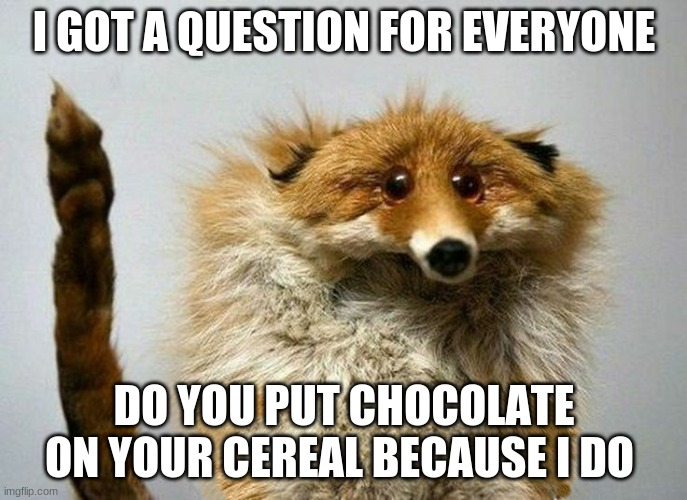 I GOT A QUESTION FOR EVERYONE
DO YOU PUT CHOCOLATE
ON YOUR CEREAL BECAUSE I DO
imgflip.com